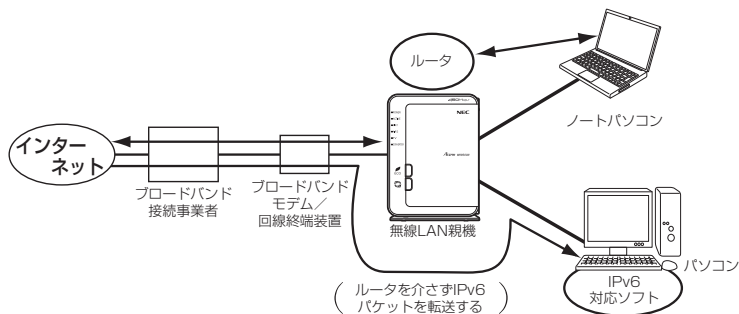 ルータ
NEC
ECO
ノートパソコン
インター
ネット
ブロードバンド
接続事業者
ブロードバンド
モデム／
回線終端装置
無線LAN親機
パソコン
IPv6
対応ソフト
（ルータを介さずIPv6
パケットを転送する）